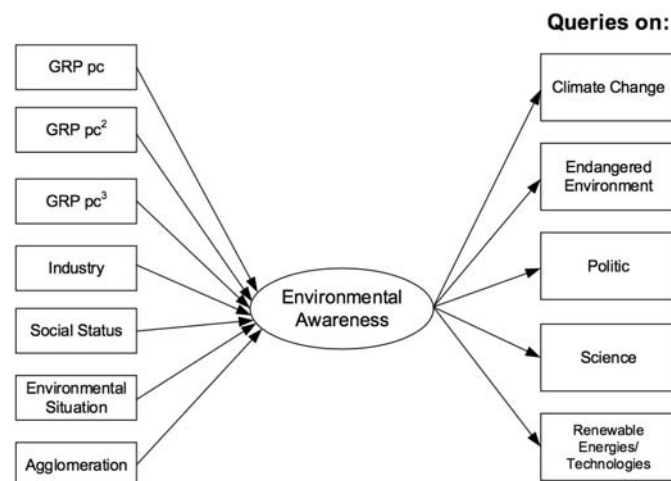 Queries on:
GRP pc
GRP pc²
GRP pc³
Industry
Social Status
Environmental
Situation
Agglomeration
Environmental
Awareness
Climate Change
Endangered
Environment
Politic
Science
Renewable
Energies/
Technologies